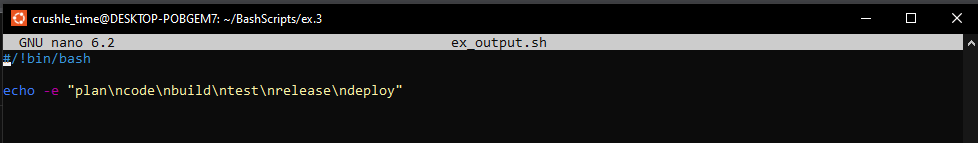 crushle_time@DESKTOP-POBGEM7: ~/BashScripts/ex.3
GNU nano 6.2 ex_output.sh
#/!bin/bash
echo -e "plan\ncode\nbuild\ntest\nrelease\ndeploy"